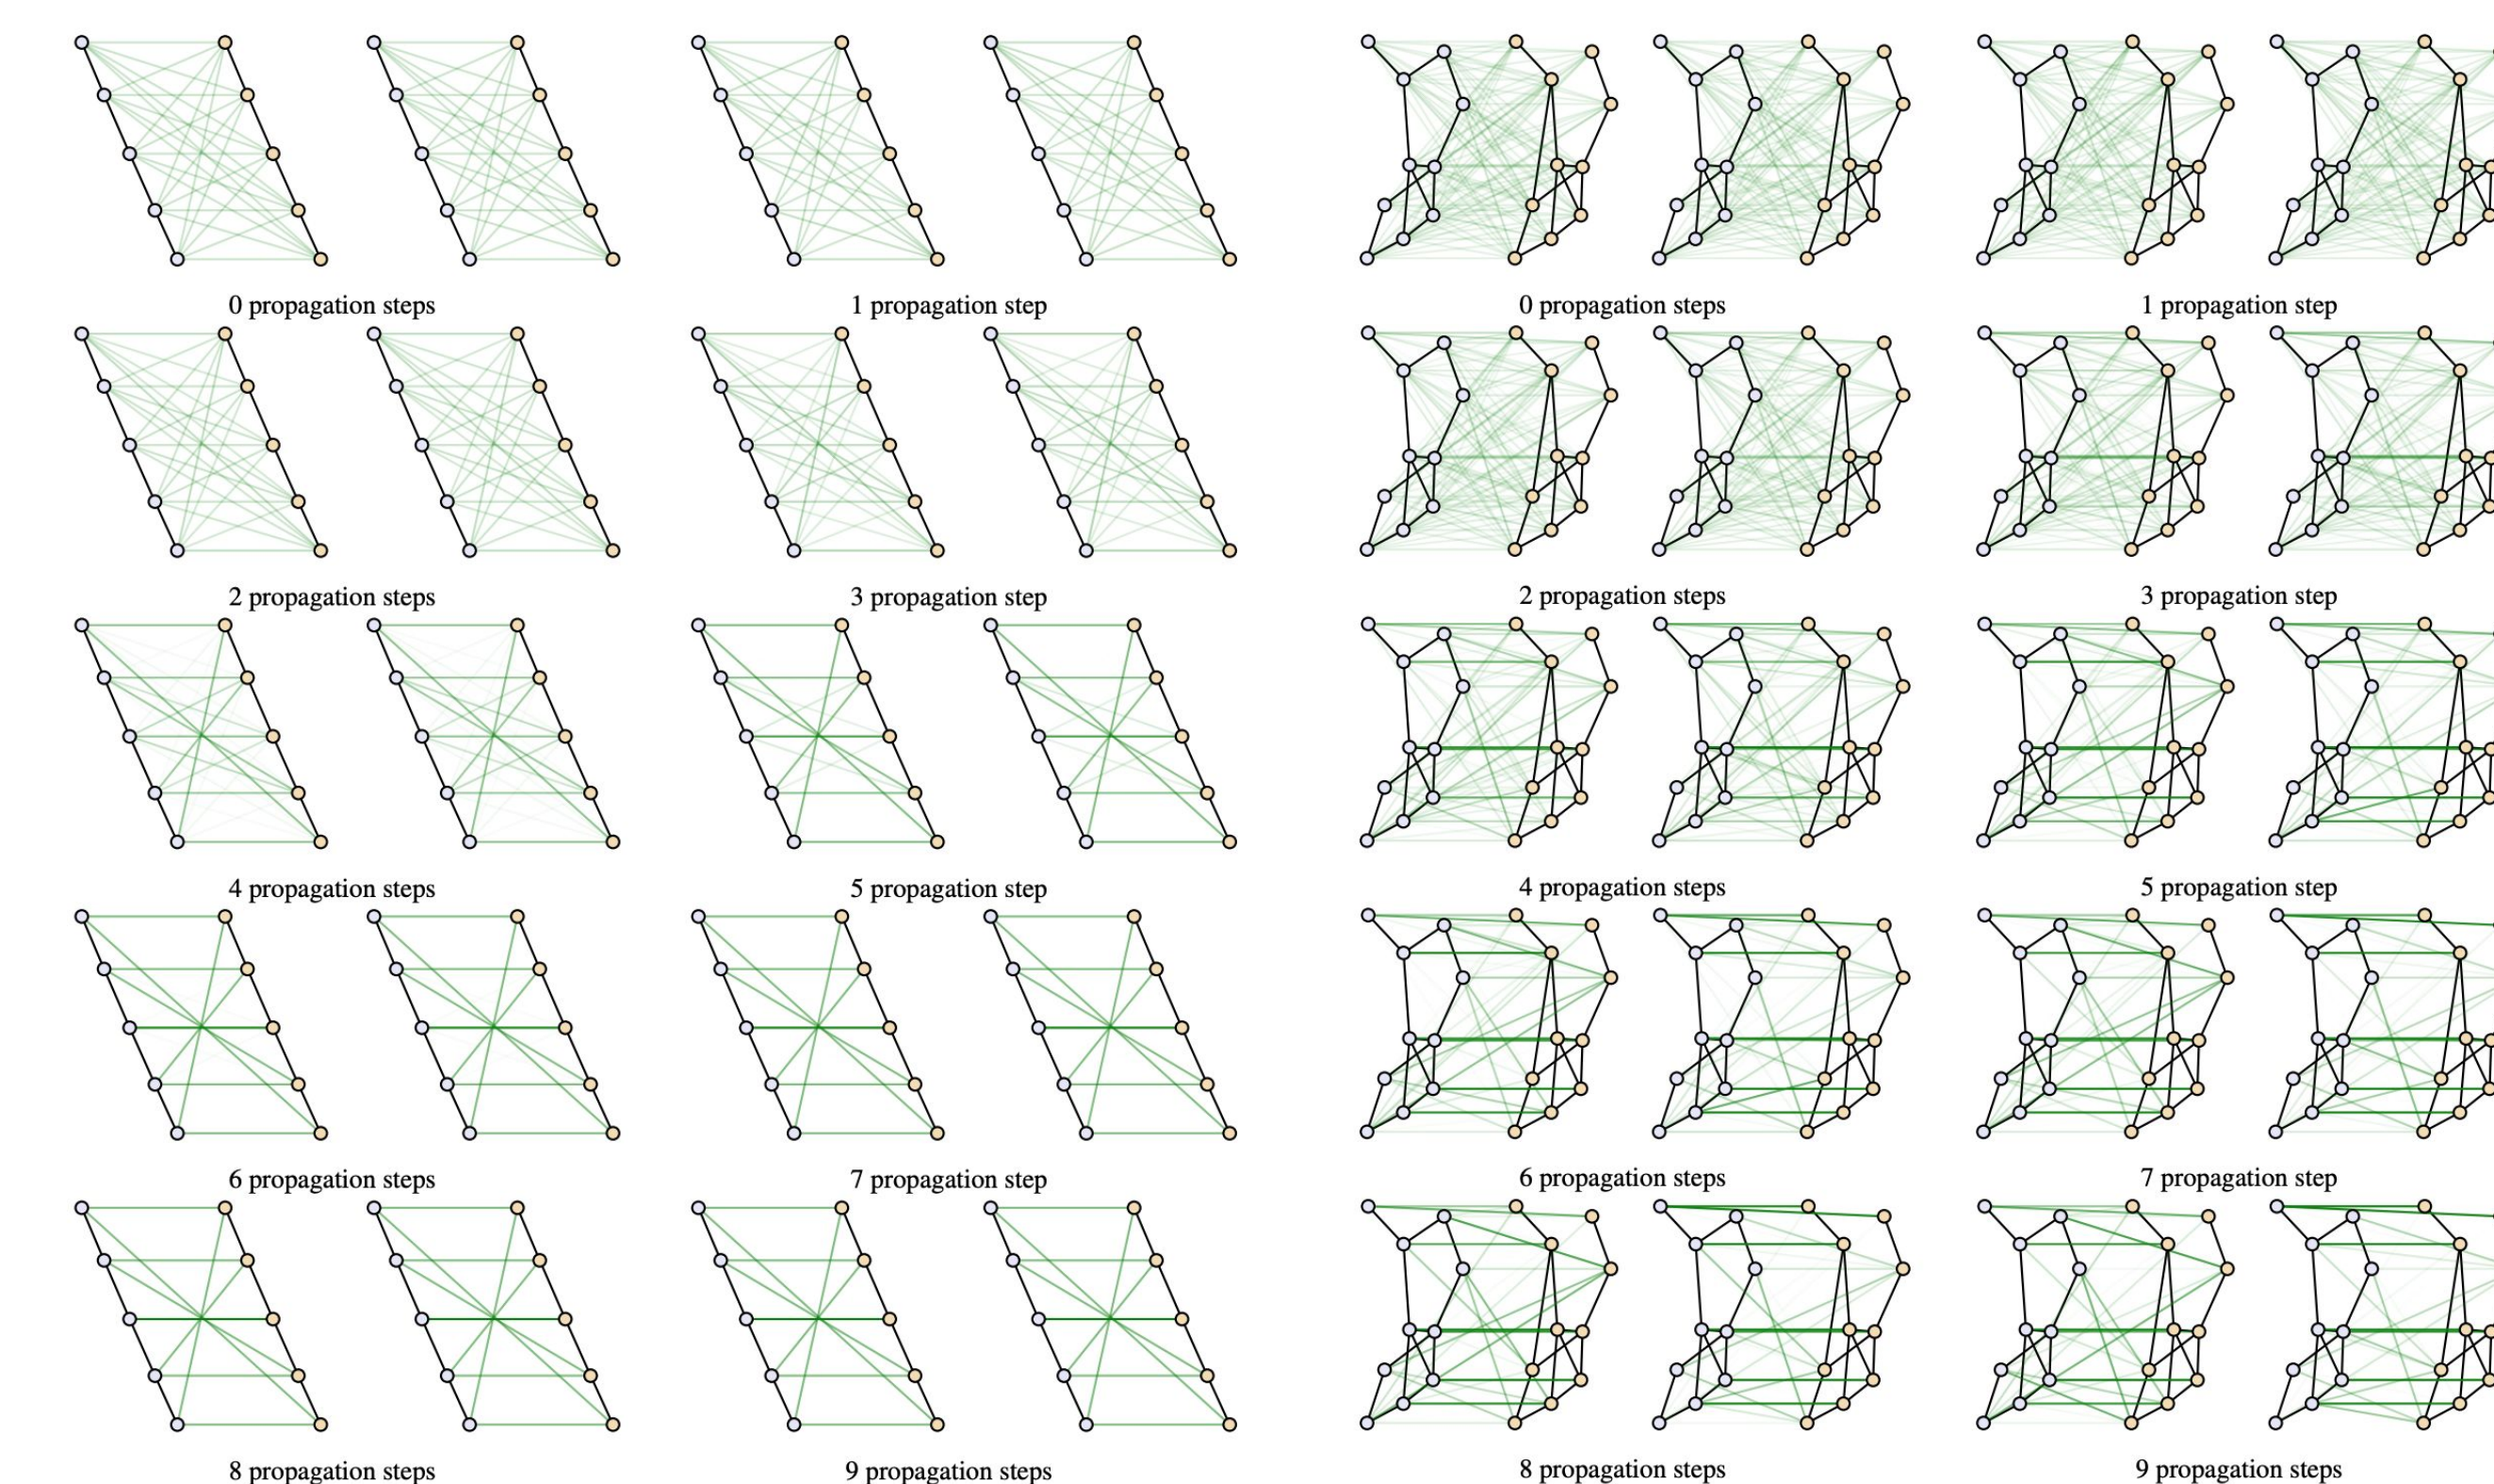 0 propagation steps
1 propagation step
0 propagation steps
1 propagation step
2 propagation steps
3 propagation step
2 propagation steps
3 propagation step
4 propagation steps
5 propagation step
4 propagation steps
5 propagation step
6 propagation steps
7 propagation step
6 propagation steps
7 propagation step
8 propagation steps
9 propagation steps
8 propagation steps
9 propagation steps